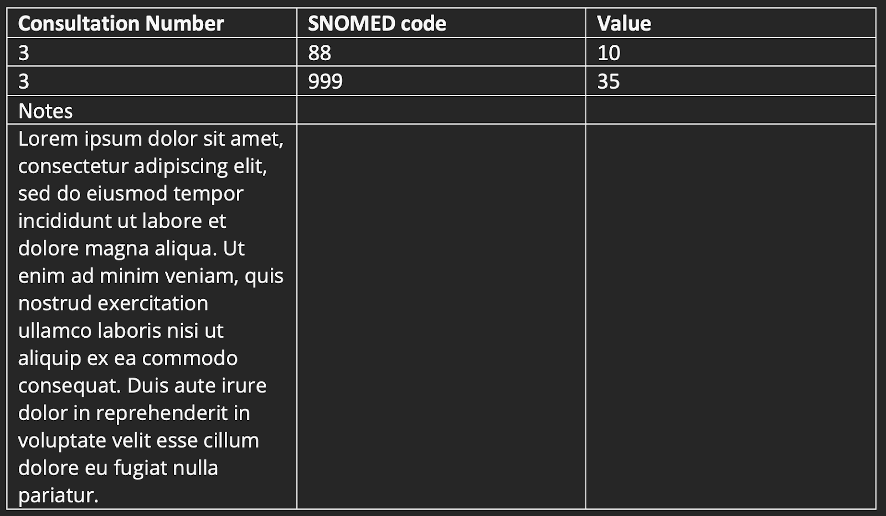 Consultation Number SNOMED code Value
3 88 10
3 999 35
Notes
Lorem ipsum dolor sit amet,
consectetur adipiscing elit,
sed do eiusmod tempor
incididunt ut labore et
dolore magna aliqua. Ut
enim ad minim veniam, quis
nostrud exercitation
ullamco laboris nisi ut
aliquip ex ea commodo
consequat. Duis aute irure
dolor in reprehenderit in
voluptate velit esse cillum
dolore eu fugiat nulla
pariatur.